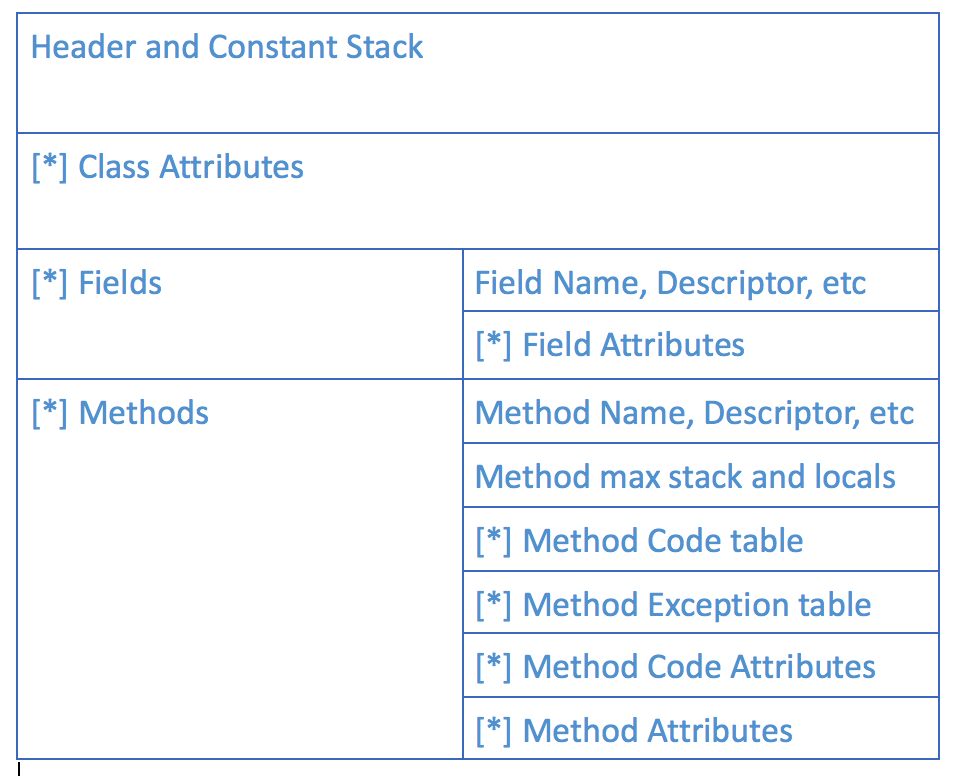 Header and Constant Stack
[*] Class Attributes
[*] Fields
Field Name, Descriptor, etc
[*] Field Attributes
[*] Methods
Method Name, Descriptor, etc
Method max stack and locals
[*] Method Code table
[*] Method Exception table
[*] Method Code Attributes
[*] Method Attributes